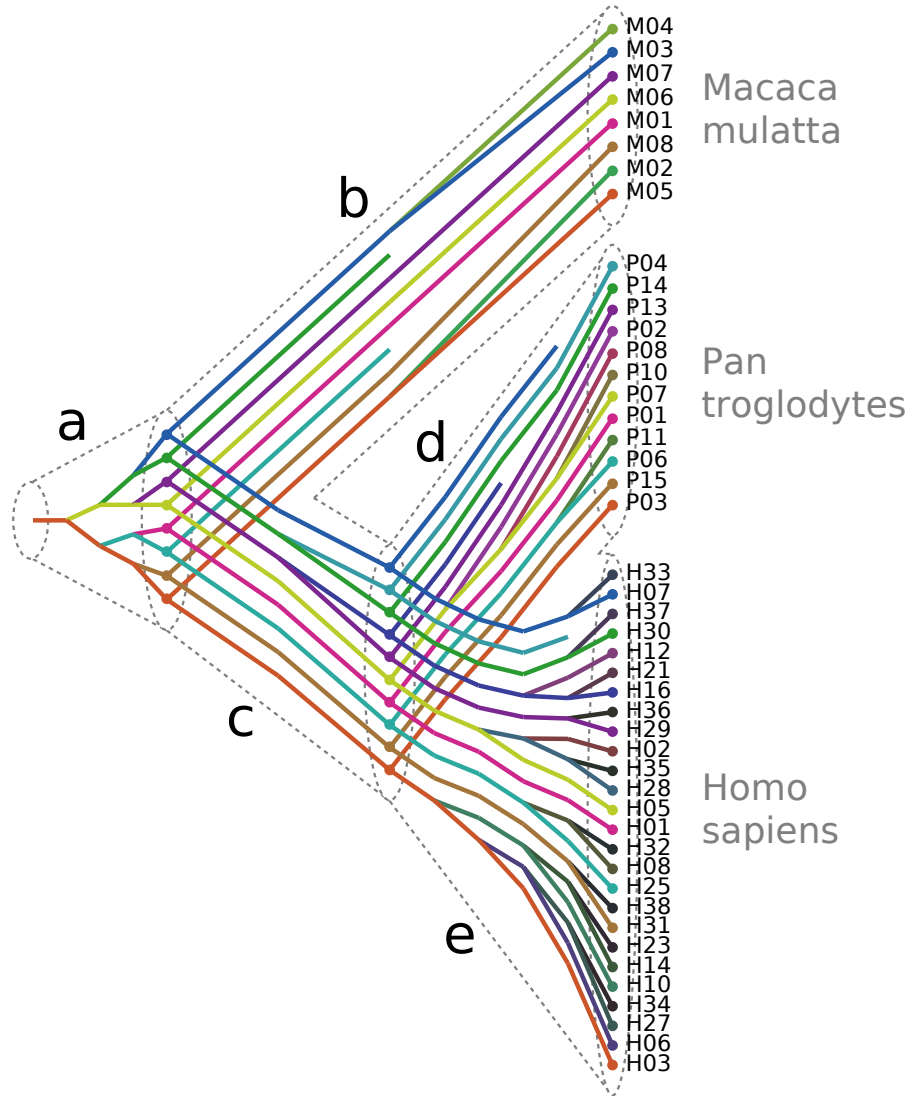 M04
M03
M07
M06
M01
M08
M02
M05
Macaca
mulatta
b
a
P04
P14
P13
P02
P08
P10
P07
P01
P11
P06
P15
P03
Pan
troglodytes
d
c
H33
H07
H37
H30
H12
H21
H16
H36
H29
H02
H35
H28
H05
H01
H32
H08
H25
H38
H31
H23
H14
H10
H34
H27
H06
H03
Homo
sapiens
e